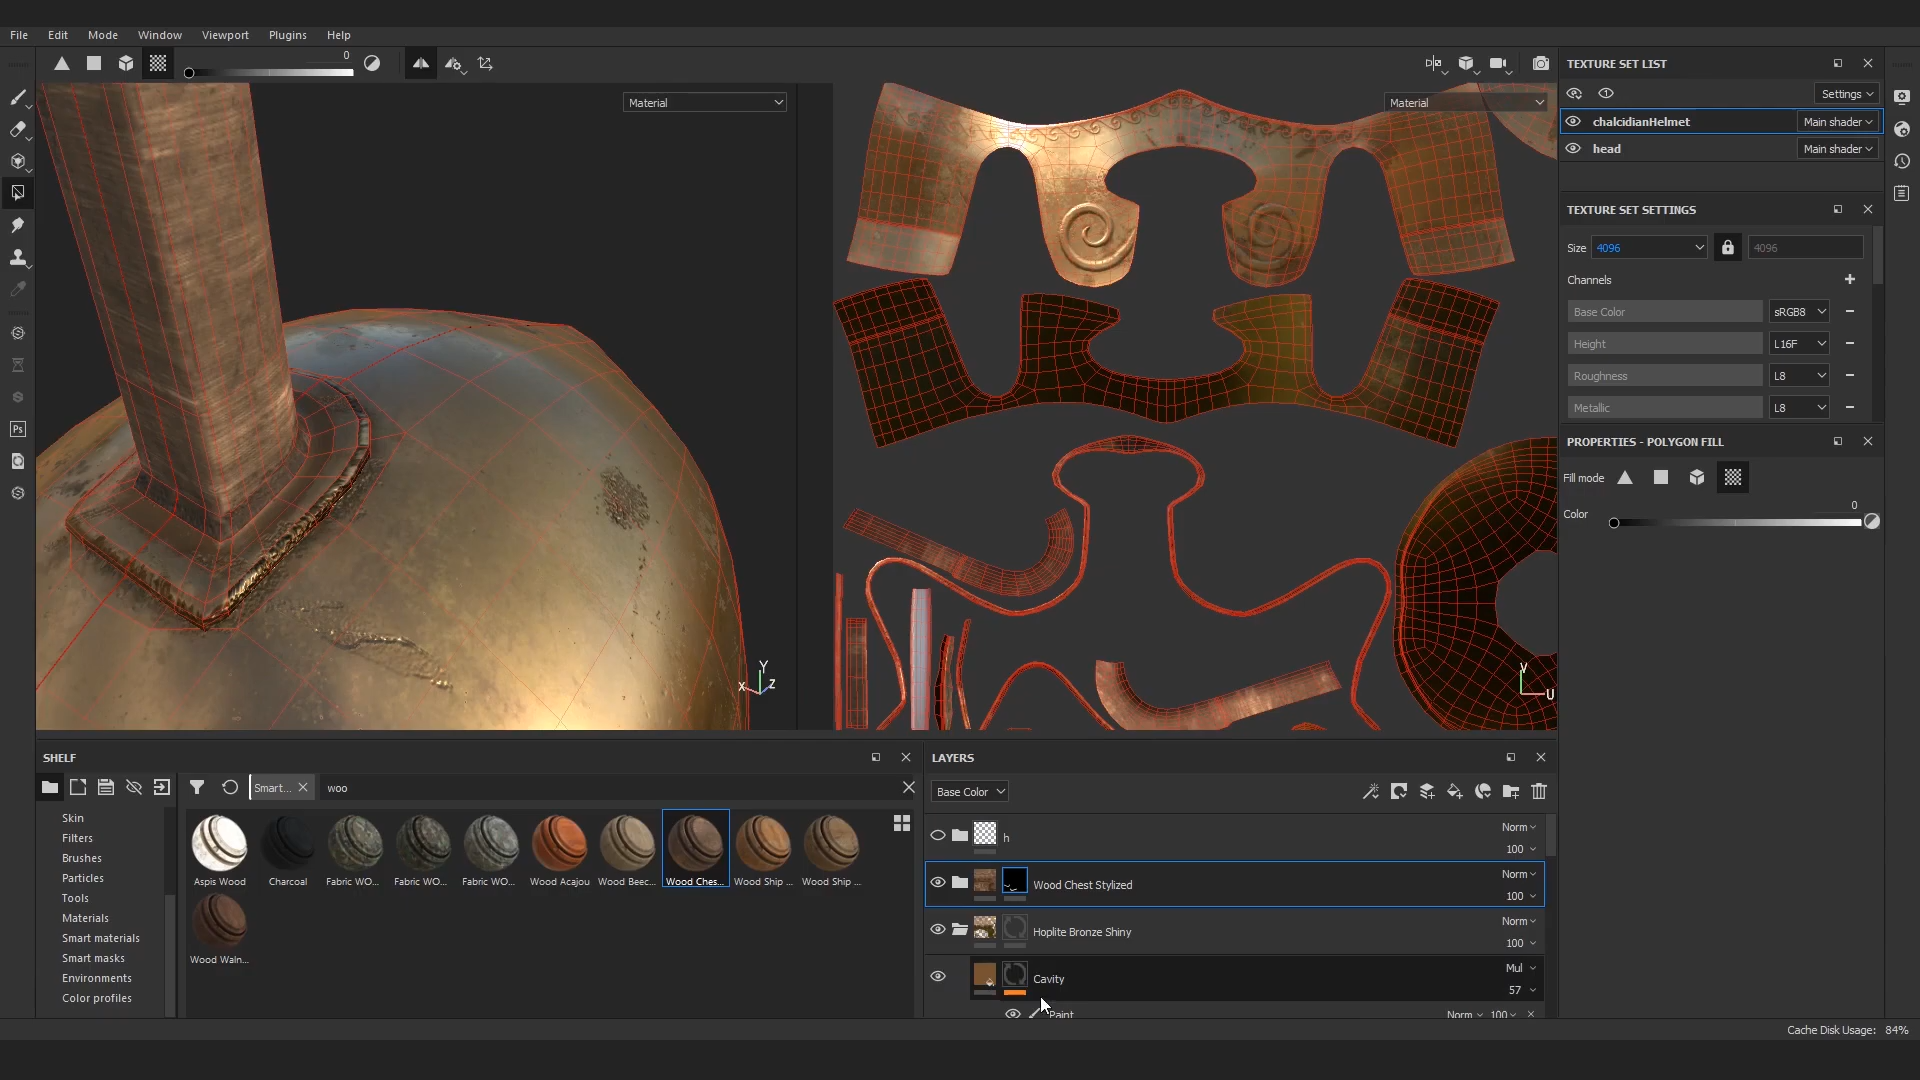 File Edit Mode Window Viewport Plugins Help
0
Material
Material
Y
X
Z
V
U
TEXTURE SET LIST
Settings
chalcidianHelmet Main shader
head Main shader
TEXTURE SET SETTINGS
Size 4096 4096
Channels
Base Color sRGB8
Height L16F
Roughness L8
Metallic L8
PROPERTIES - POLYGON FILL
Fill mode
0
Color
Ps
SHELF
Smart... woo
Skin
Filters
Brushes
Particles
Tools
Materials
Smart materials
Smart masks
Environments
Color profiles
Aspis Wood Charcoal Fabric WO... Fabric WO... Fabric WO... Wood Acajou Wood Beec... Wood Ches... Wood Ship ... Wood Ship ...
Wood Waln...
LAYERS
Base Color
h Norm 100
Wood Chest Stylized Norm 100
Hoplite Bronze Shiny Norm 100
Cavity Mul 57
Paint Norm 100
Cache Disk Usage: 84%